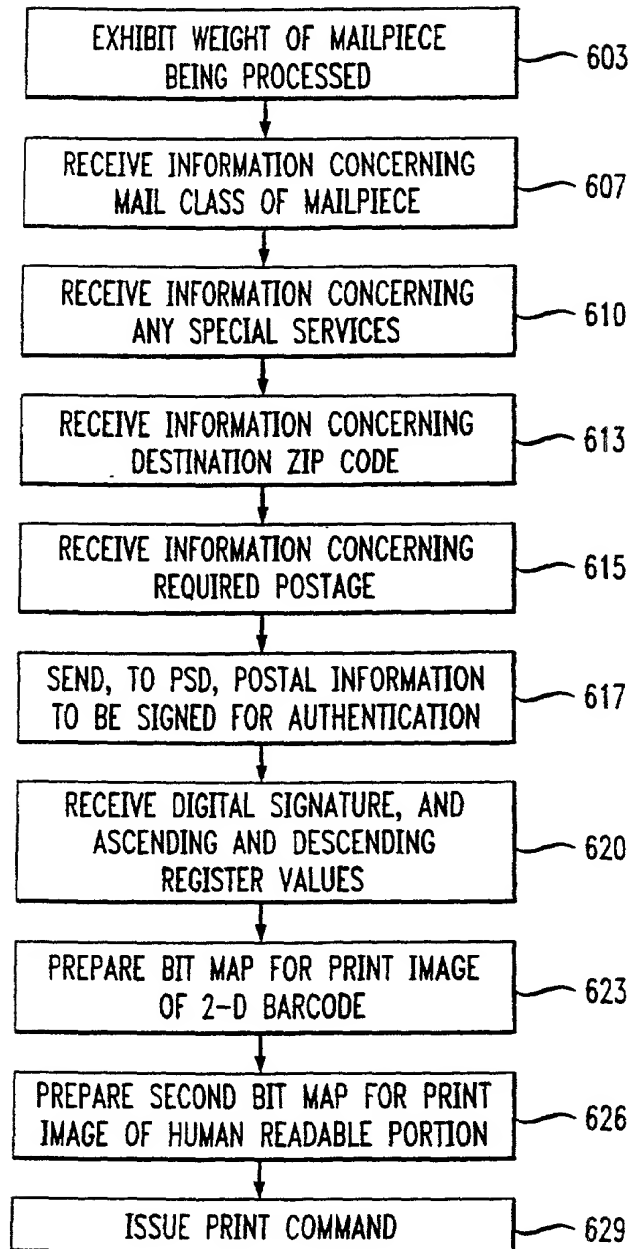 EXHIBIT WEIGHT OF MAILPIECE
BEING PROCESSED
603
RECEIVE INFORMATION CONCERNING
MAIL CLASS OF MAILPIECE
607
RECEIVE INFORMATION CONCERNING
ANY SPECIAL SERVICES
610
RECEIVE INFORMATION CONCERNING
DESTINATION ZIP CODE
613
RECEIVE INFORMATION CONCERNING
REQUIRED POSTAGE
615
SEND, TO PSD, POSTAL INFORMATION
TO BE SIGNED FOR AUTHENTICATION
617
RECEIVE DIGITAL SIGNATURE, AND
ASCENDING AND DESCENDING
REGISTER VALUES
620
PREPARE BIT MAP FOR PRINT IMAGE
OF 2-D BARCODE
623
PREPARE SECOND BIT MAP FOR PRINT
IMAGE OF HUMAN READABLE PORTION
626
ISSUE PRINT COMMAND
629